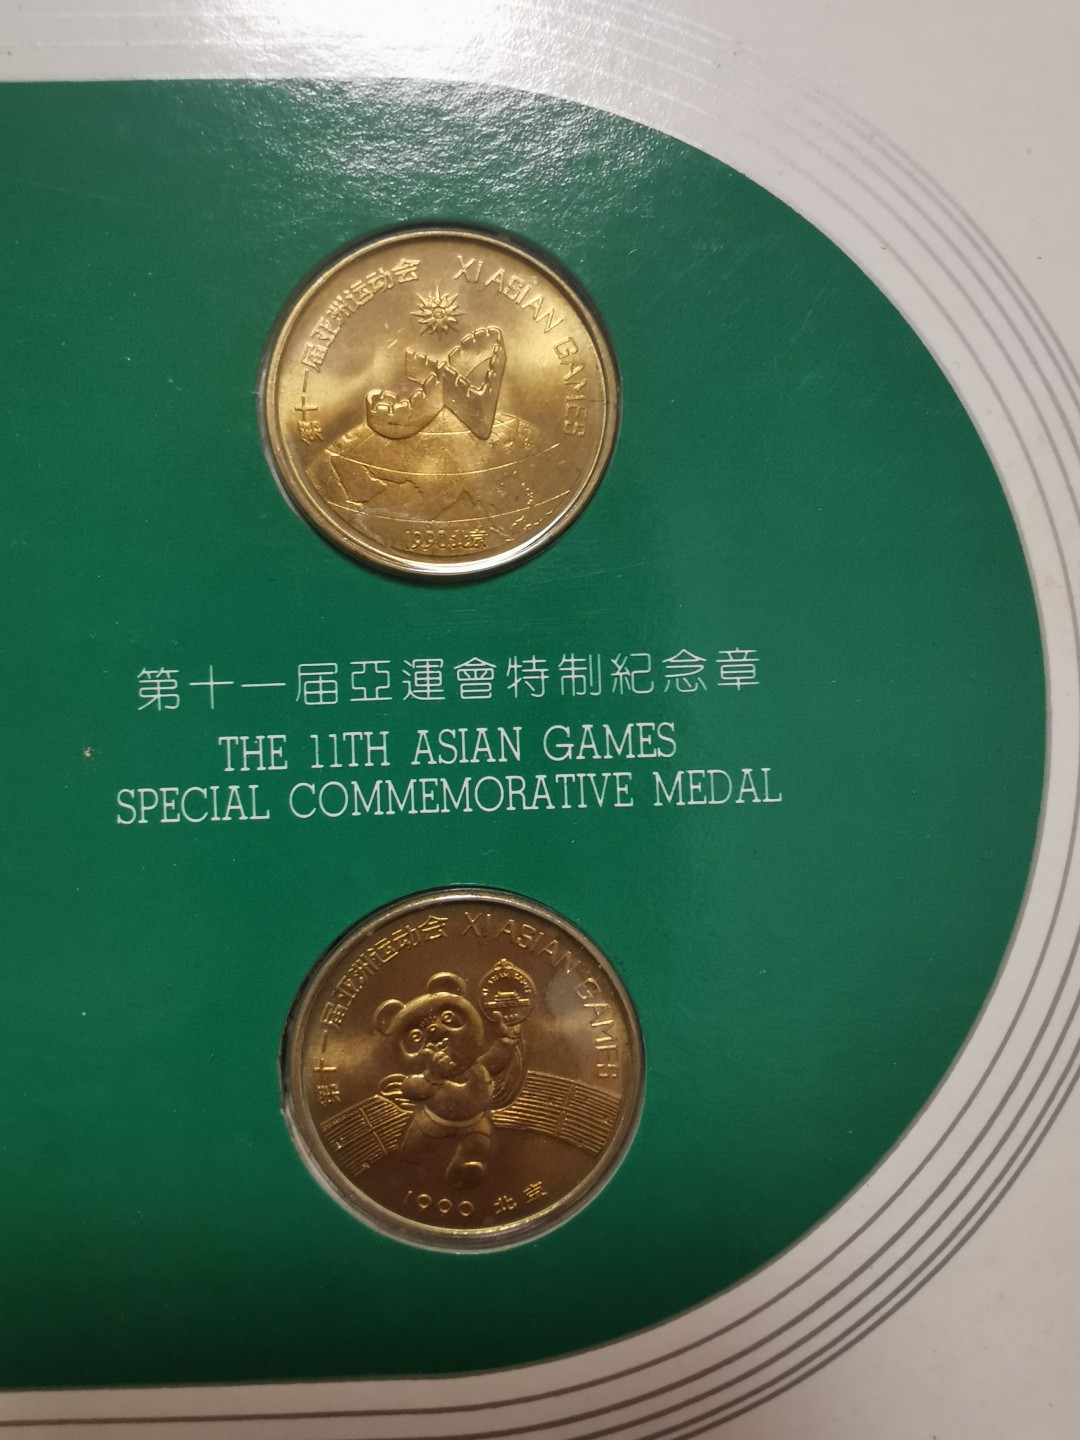 第十一届亚洲运动会 XI ASIAN GAMES
1990北京
第十一屆亞運會特制紀念章
THE 11TH ASIAN GAMES
SPECIAL COMMEMORATIVE MEDAL
第十一届亚洲运动会 XI ASIAN GAMES
1990 北京